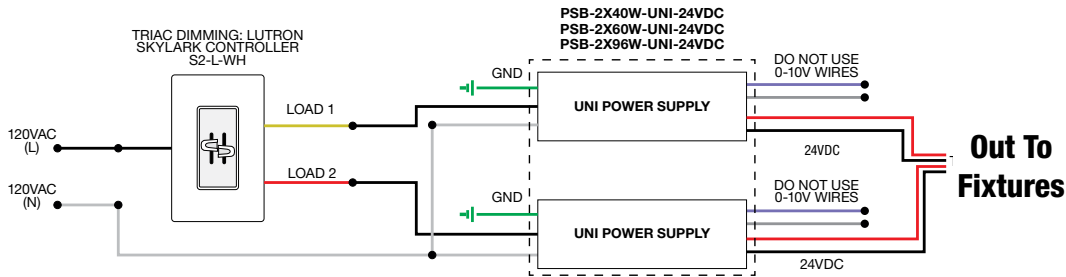 PSB-2X40W-UNI-24VDC
PSB-2X60W-UNI-24VDC
PSB-2X96W-UNI-24VDC
TRIAC DIMMING: LUTRON
SKYLARK CONTROLLER
S2-L-WH
GND
DO NOT USE
0-10V WIRES
LOAD 1
UNI POWER SUPPLY
120VAC
(L)
24VDC
Out To
Fixtures
LOAD 2
120VAC
(N)
GND
DO NOT USE
0-10V WIRES
UNI POWER SUPPLY
24VDC